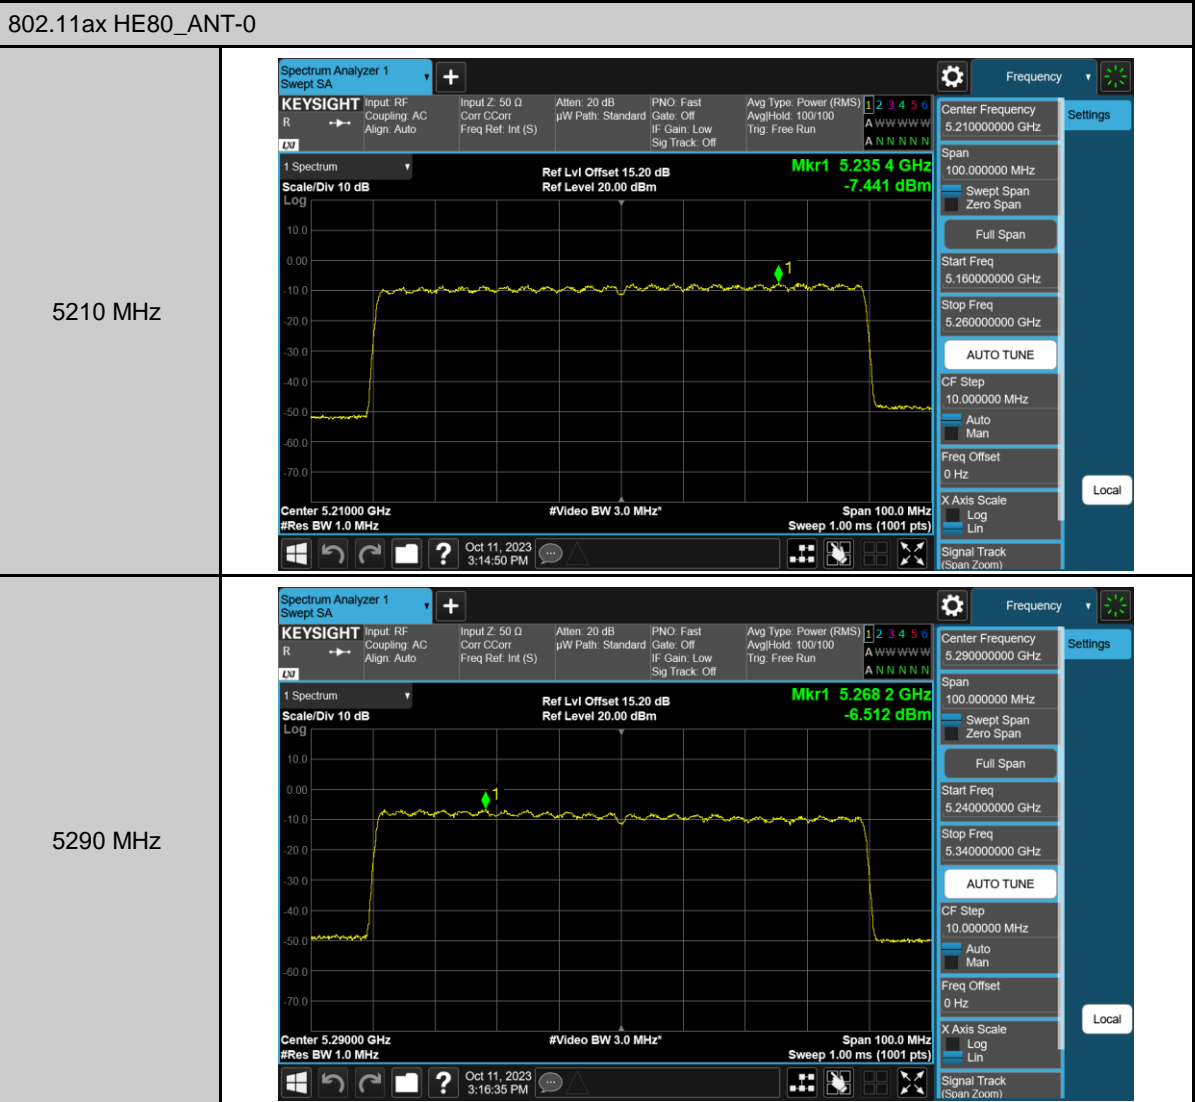 802.11ax HE80_ANT-0
5210 MHz
Spectrum Analyzer 1
Swept SA
Frequency
KEYSIGHT
R
LXI
Input: RF
Coupling: AC
Align: Auto
Input Z: 50 Ω
Corr CCorr
Freq Ref: Int (S)
Atten: 20 dB
µW Path: Standard
PNO: Fast
Gate: Off
IF Gain: Low
Sig Track: Off
Avg Type: Power (RMS)
Avg|Hold: 100/100
Trig: Free Run
1 2 3 4 5 6
A W W W W W
A N N N N N
1 Spectrum
Scale/Div 10 dB
Log
Ref Lvl Offset 15.20 dB
Ref Level 20.00 dBm
Mkr1 5.235 4 GHz
-7.441 dBm
10.0
0.00
-10.0
-20.0
-30.0
-40.0
-50.0
-60.0
-70.0
1
Center 5.21000 GHz
#Res BW 1.0 MHz
#Video BW 3.0 MHz*
Span 100.0 MHz
Sweep 1.00 ms (1001 pts)
Oct 11, 2023
3:14:50 PM
Center Frequency
5.210000000 GHz
Settings
Span
100.000000 MHz
Swept Span
Zero Span
Full Span
Start Freq
5.160000000 GHz
Stop Freq
5.260000000 GHz
AUTO TUNE
CF Step
10.000000 MHz
Auto
Man
Freq Offset
0 Hz
X Axis Scale
Log
Lin
Local
Signal Track
(Span Zoom)
5290 MHz
Spectrum Analyzer 1
Swept SA
Frequency
KEYSIGHT
R
LXI
Input: RF
Coupling: AC
Align: Auto
Input Z: 50 Ω
Corr CCorr
Freq Ref: Int (S)
Atten: 20 dB
µW Path: Standard
PNO: Fast
Gate: Off
IF Gain: Low
Sig Track: Off
Avg Type: Power (RMS)
Avg|Hold: 100/100
Trig: Free Run
1 2 3 4 5 6
A W W W W W
A N N N N N
1 Spectrum
Scale/Div 10 dB
Log
Ref Lvl Offset 15.20 dB
Ref Level 20.00 dBm
Mkr1 5.268 2 GHz
-6.512 dBm
10.0
0.00
-10.0
-20.0
-30.0
-40.0
-50.0
-60.0
-70.0
1
Center 5.29000 GHz
#Res BW 1.0 MHz
#Video BW 3.0 MHz*
Span 100.0 MHz
Sweep 1.00 ms (1001 pts)
Oct 11, 2023
3:16:35 PM
Center Frequency
5.290000000 GHz
Settings
Span
100.000000 MHz
Swept Span
Zero Span
Full Span
Start Freq
5.240000000 GHz
Stop Freq
5.340000000 GHz
AUTO TUNE
CF Step
10.000000 MHz
Auto
Man
Freq Offset
0 Hz
X Axis Scale
Log
Lin
Local
Signal Track
(Span Zoom)